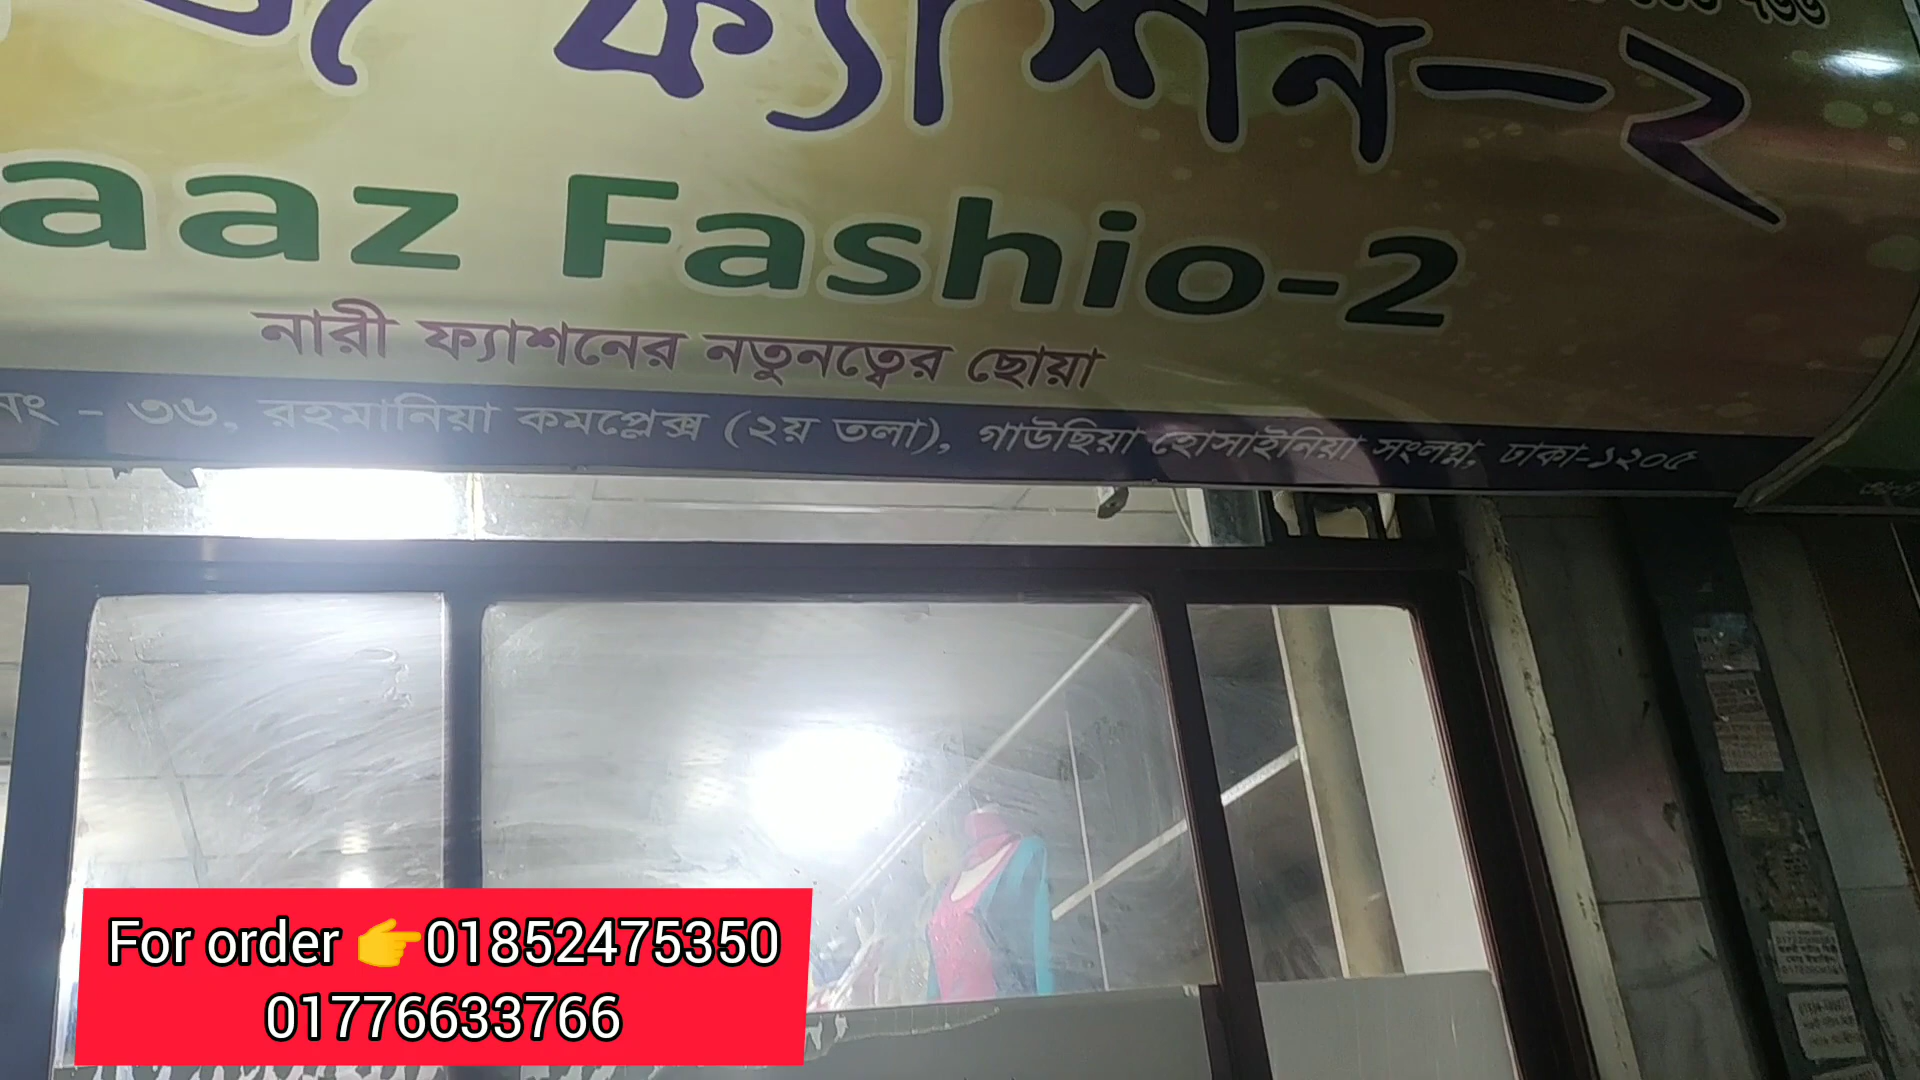 ফ্যাশন-২
aaz Fashio-2
নারী ফ্যাশনের নতুনত্বের ছোয়া
নং - ৩৬, রহমানিয়া কমপ্লেক্স (২য় তলা), গাউছিয়া হোসাইনিয়া সংলগ্ন, ঢাকা-১২০৫
For order 👉01852475350
01776633766